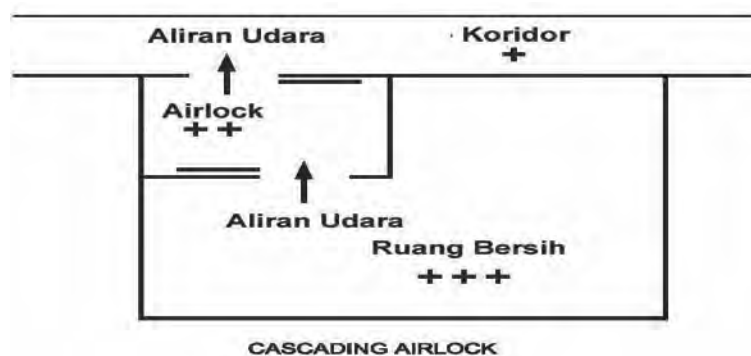 Aliran Udara
Koridor
+
Airlock
+ +
Aliran Udara
Ruang Bersih
+ + +
CASCADING AIRLOCK